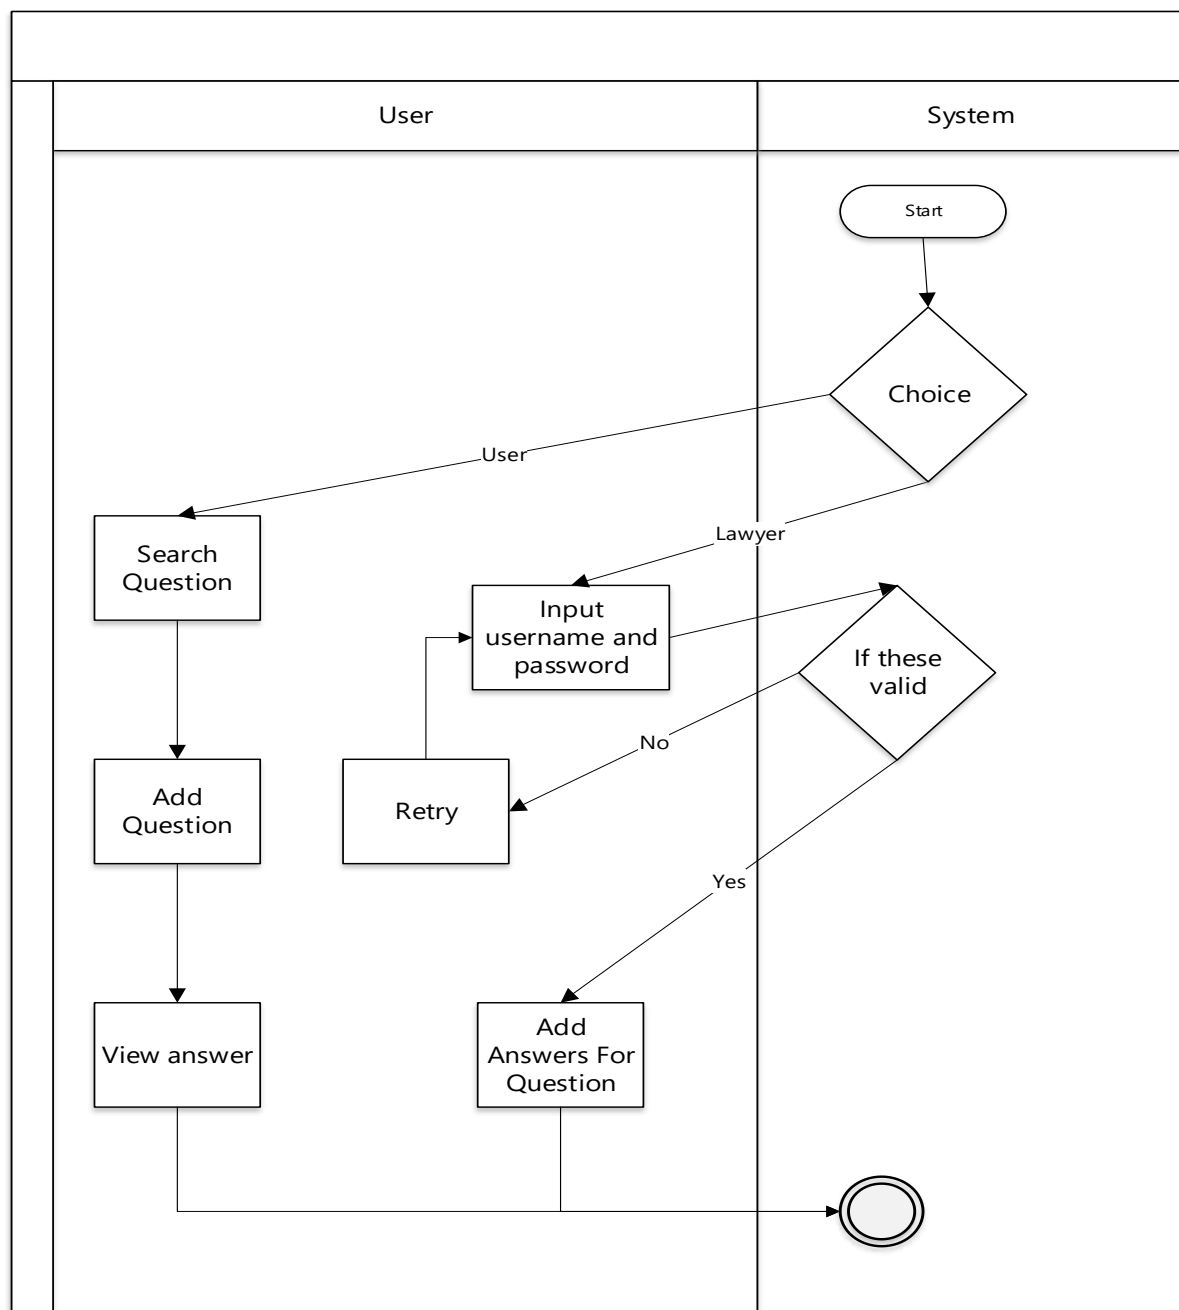 User
System
Start
Choice
User
Lawyer
Search
Question
Input
username and
password
If these
valid
No
Add
Question
Retry
Yes
View answer
Add
Answers For
Question